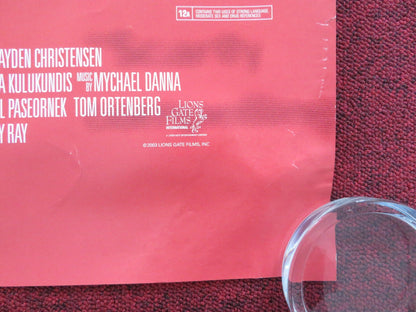 12A CONTAINS TWO USES OF STRONG LANGUAGE
MODERATE SEX AND DRUG REFERENCES
AYDEN CHRISTENSEN
A KULUKUNDIS MUSIC BY MYCHAEL DANNA
L PASEORNEK TOM ORTENBERG
Y RAY
LIONS
GATE
FILMS
INTERNATIONAL
©2003 LIONS GATE FILMS, INC